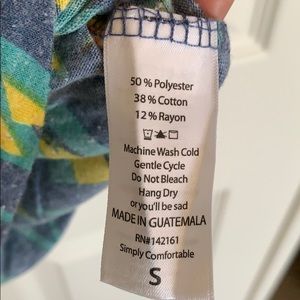 50 % Polyester
38 % Cotton
12 % Rayon
Machine Wash Cold
Gentle Cycle
Do Not Bleach
Hang Dry
or you'll be sad
MADE IN GUATEMALA
RN#142161
Simply Comfortable
S